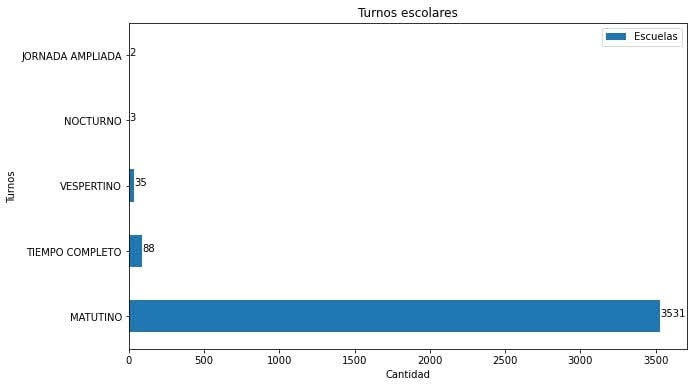 Turnos escolares
Escuelas
JORNADA AMPLIADA 2
NOCTURNO 3
VESPERTINO 35
TIEMPO COMPLETO 88
MATUTINO 3531
Turnos
0 500 1000 1500 2000 2500 3000 3500
Cantidad